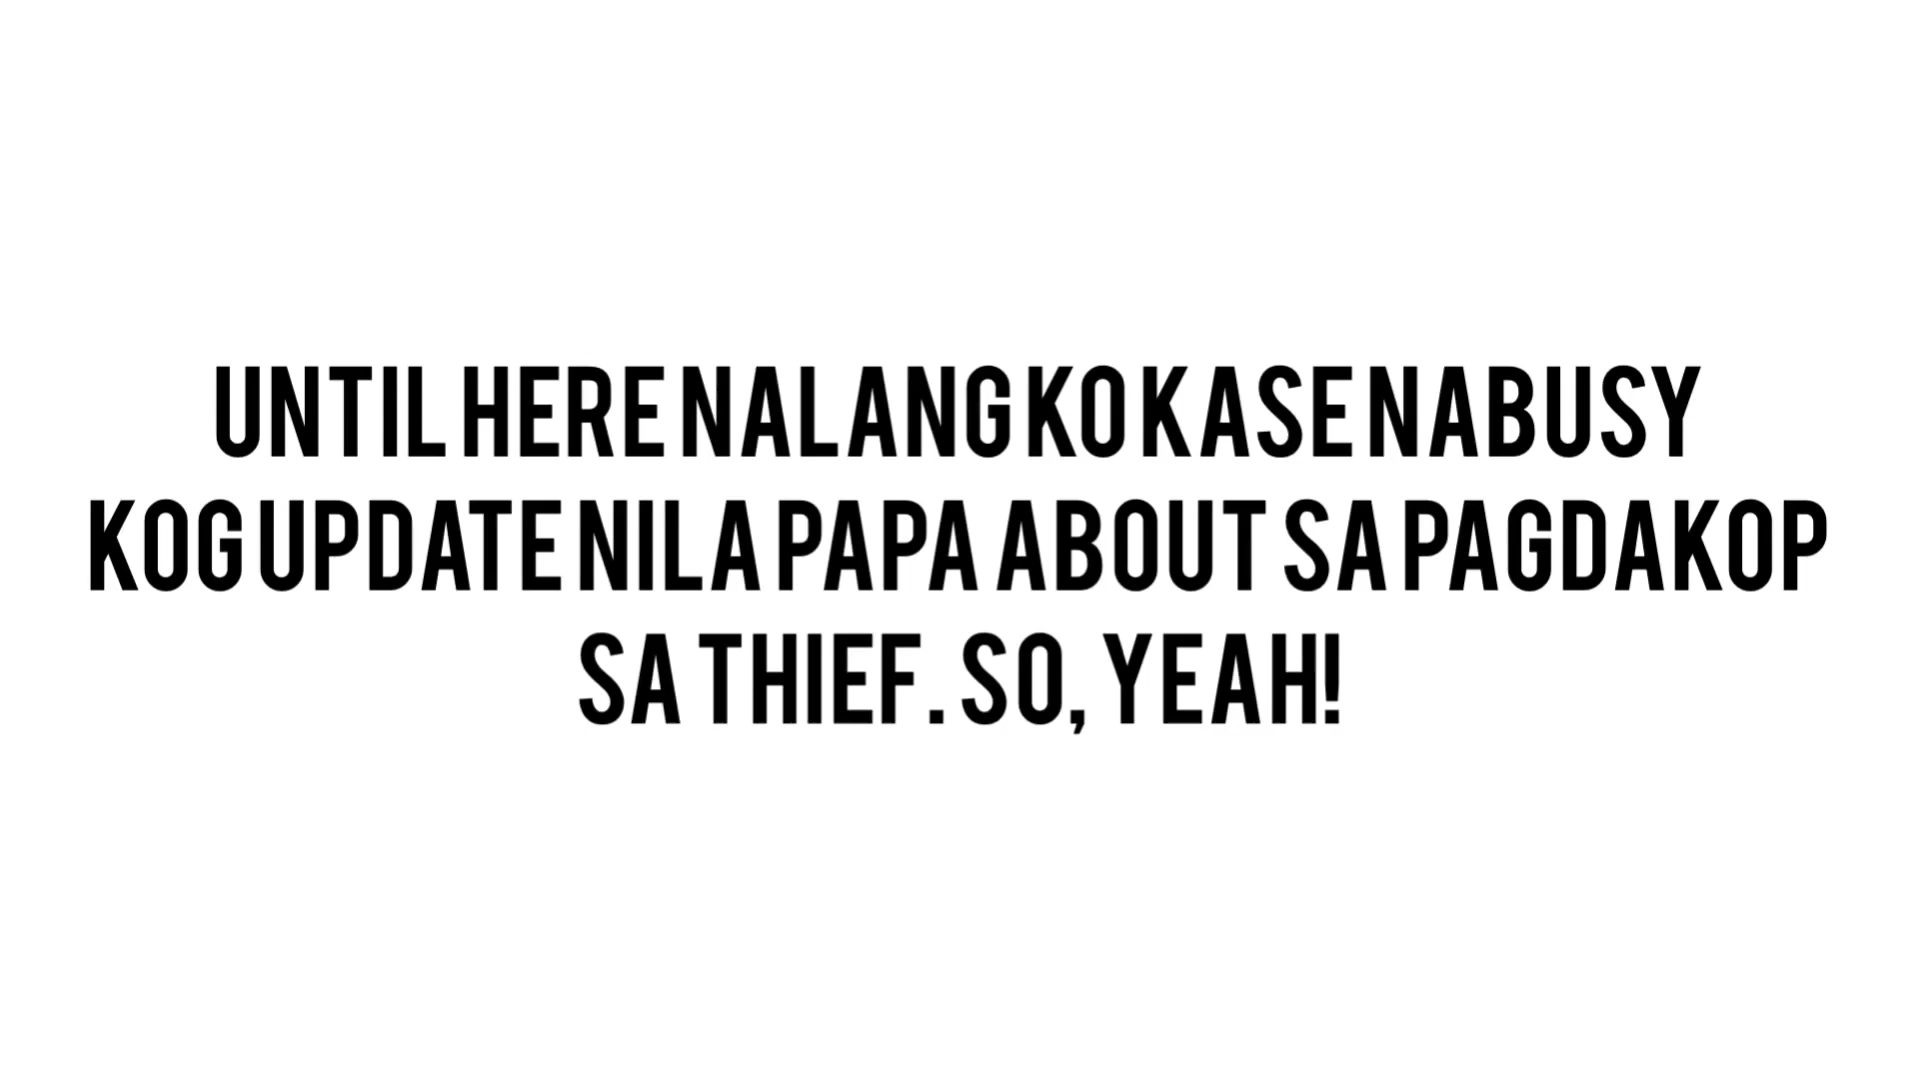 UNTIL HERE NALANG KO KASE NABUSY
KOG UPDATE NILA PAPA ABOUT SA PAGDAKOP
SA THIEF. SO, YEAH!